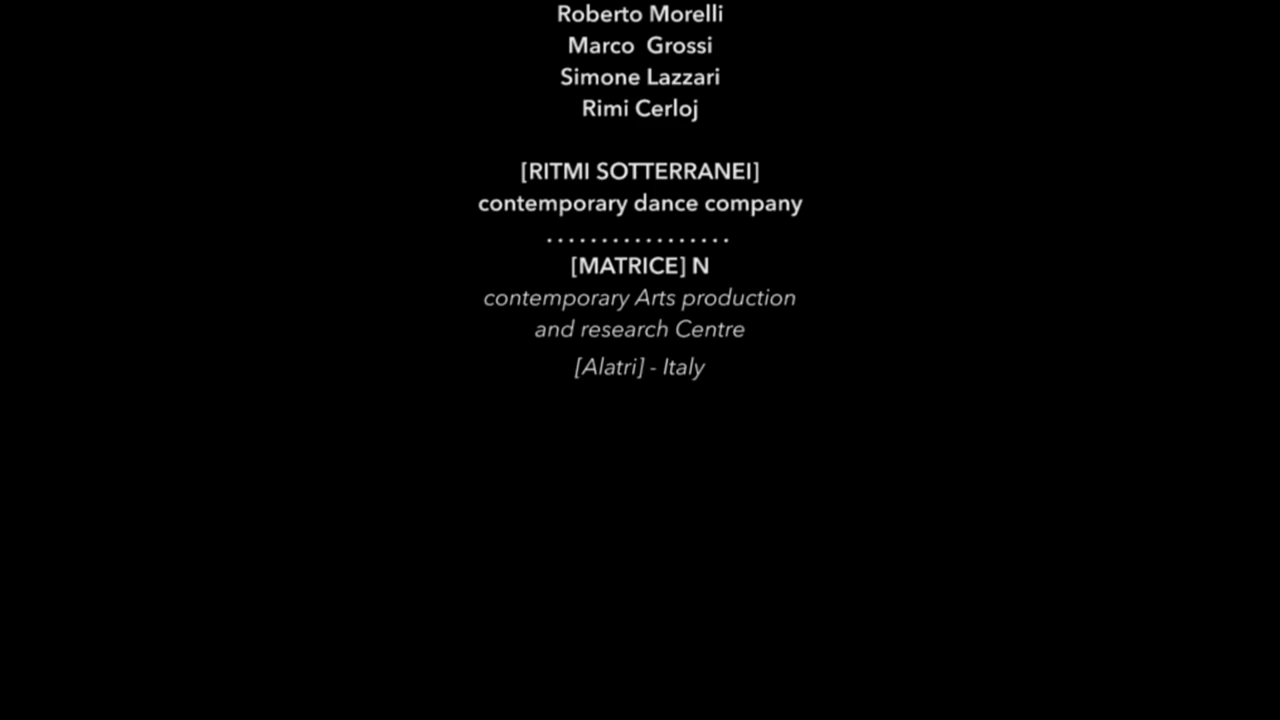 Roberto Morelli
Marco  Grossi
Simone Lazzari
Rimi Cerloj
[RITMI SOTTERRANEI]
contemporary dance company
.................
[MATRICE] N
contemporary Arts production
and research Centre
[Alatri] - Italy